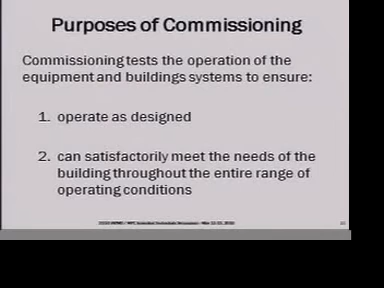 Purposes of Commissioning
Commissioning tests the operation of the
equipment and buildings systems to ensure:
1. operate as designed
2. can satisfactorily meet the needs of the
building throughout the entire range of
operating conditions